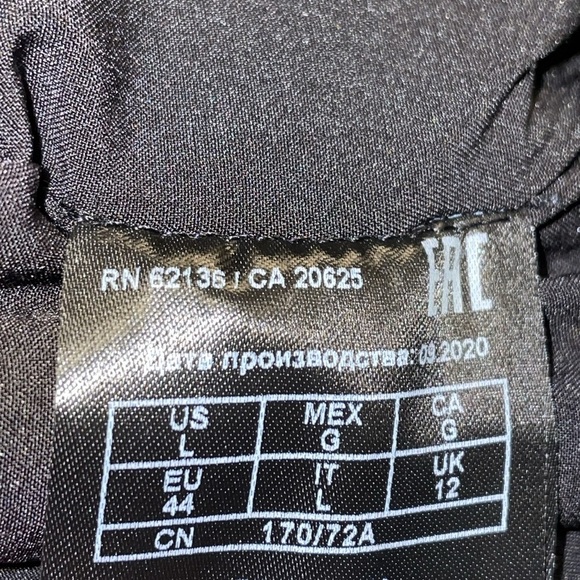 RN 62136 / CA 20625
EAC
Дата производства: 09.2020
US MEX CA
L G G
EU IT UK
44 L 12
CN 170/72A